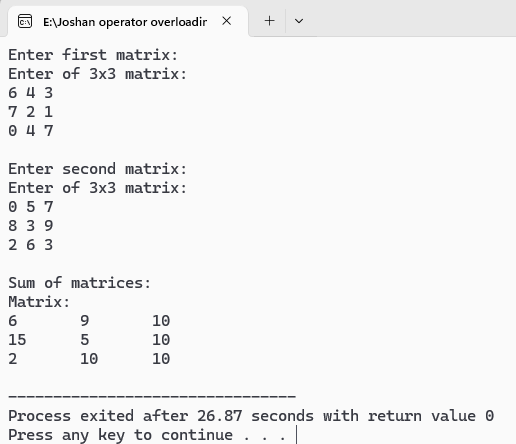 E:\Joshan operator overloadir
Enter first matrix:
Enter of 3x3 matrix:
6 4 3
7 2 1
0 4 7
Enter second matrix:
Enter of 3x3 matrix:
0 5 7
8 3 9
2 6 3
Sum of matrices:
Matrix:
6 9 10
15 5 10
2 10 10
--------------------------------
Process exited after 26.87 seconds with return value 0
Press any key to continue . . .